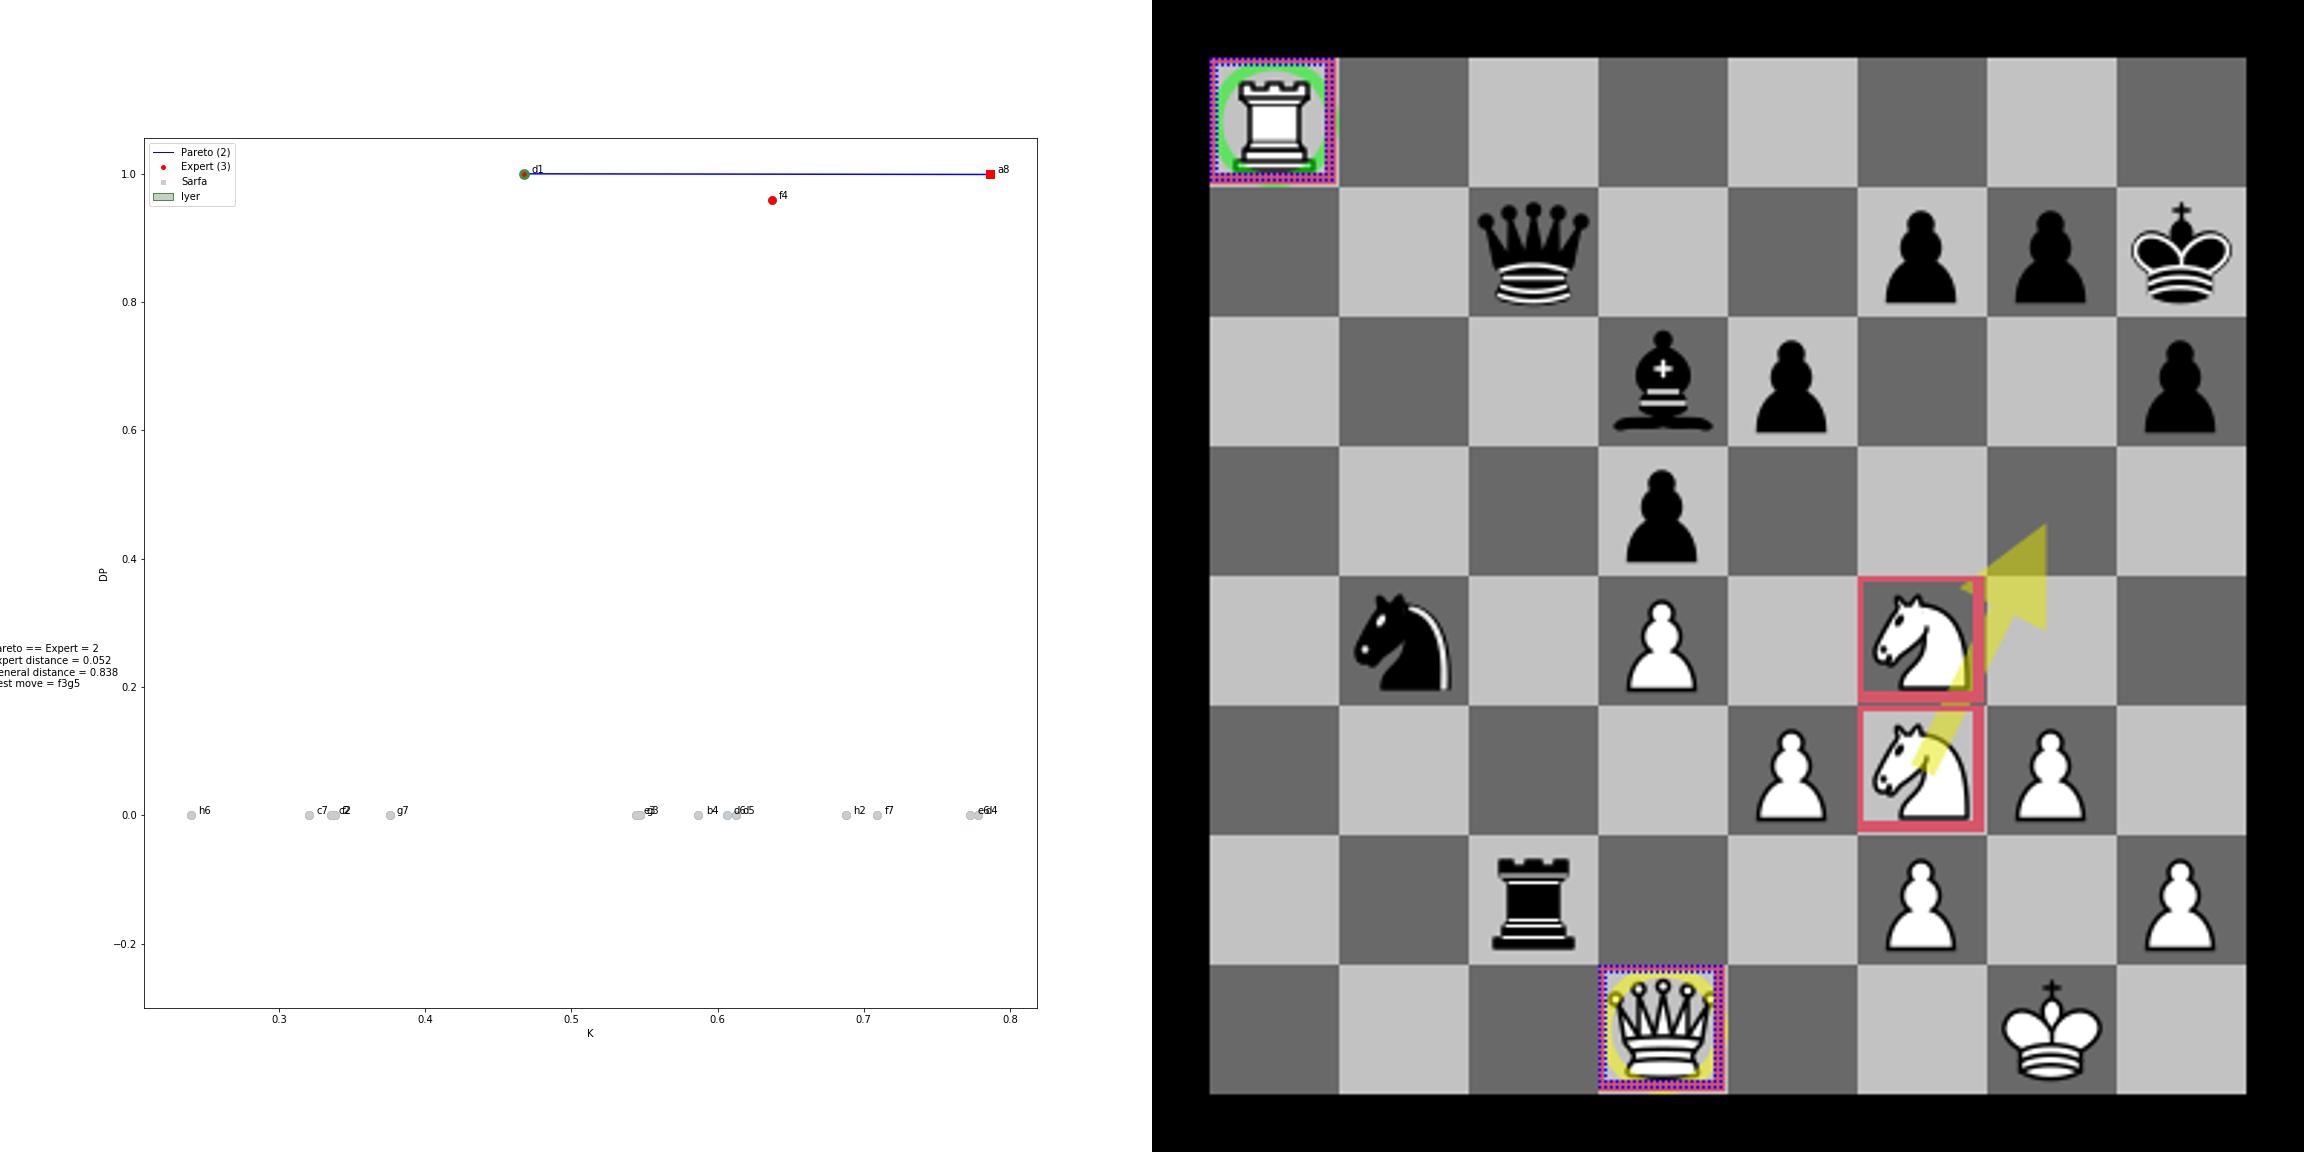 Pareto (2)
Expert (3)
Sarfa
Iyer
d1
a8
f4
1.0
0.8
0.6
0.4
0.2
0.0
−0.2
DP
areto == Expert = 2
xpert distance = 0.052
eneral distance = 0.838
est move = f3g5
h6
c7
g7
b4
d5
h2
f7
0.3
0.4
0.5
0.6
0.7
0.8
K